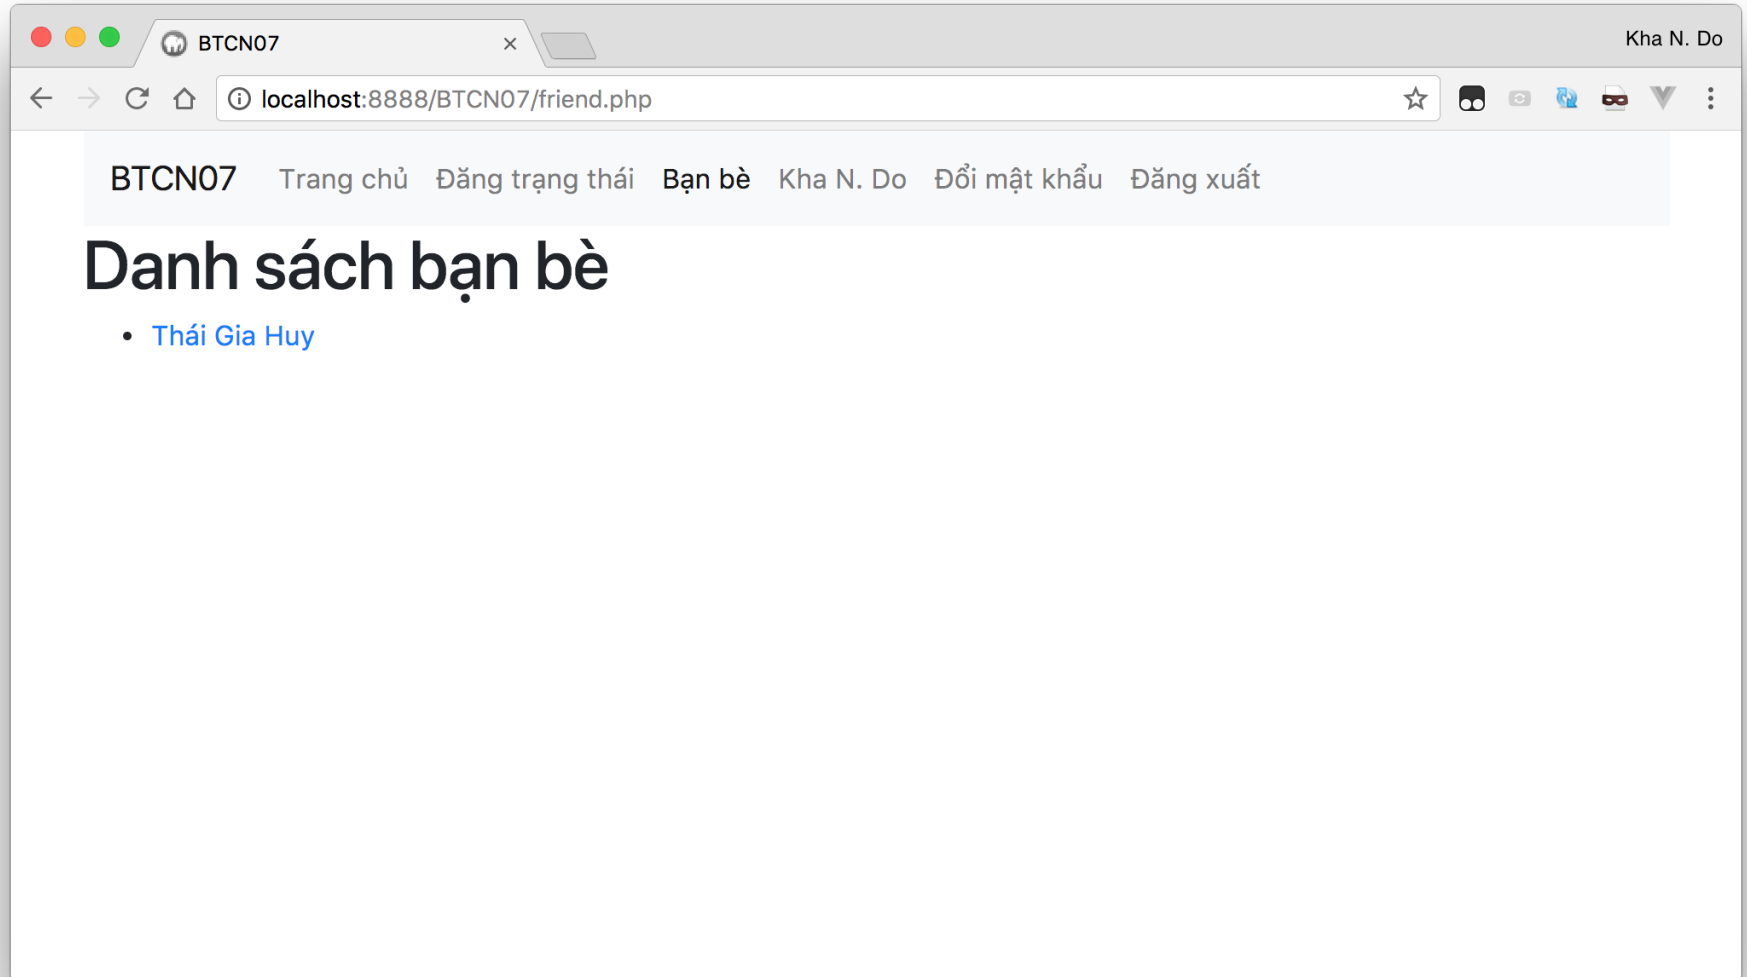 BTCN07
Kha N. Do
localhost:8888/BTCN07/friend.php
BTCN07 Trang chủ Đăng trạng thái Bạn bè Kha N. Do Đổi mật khẩu Đăng xuất
Danh sách bạn bè
Thái Gia Huy